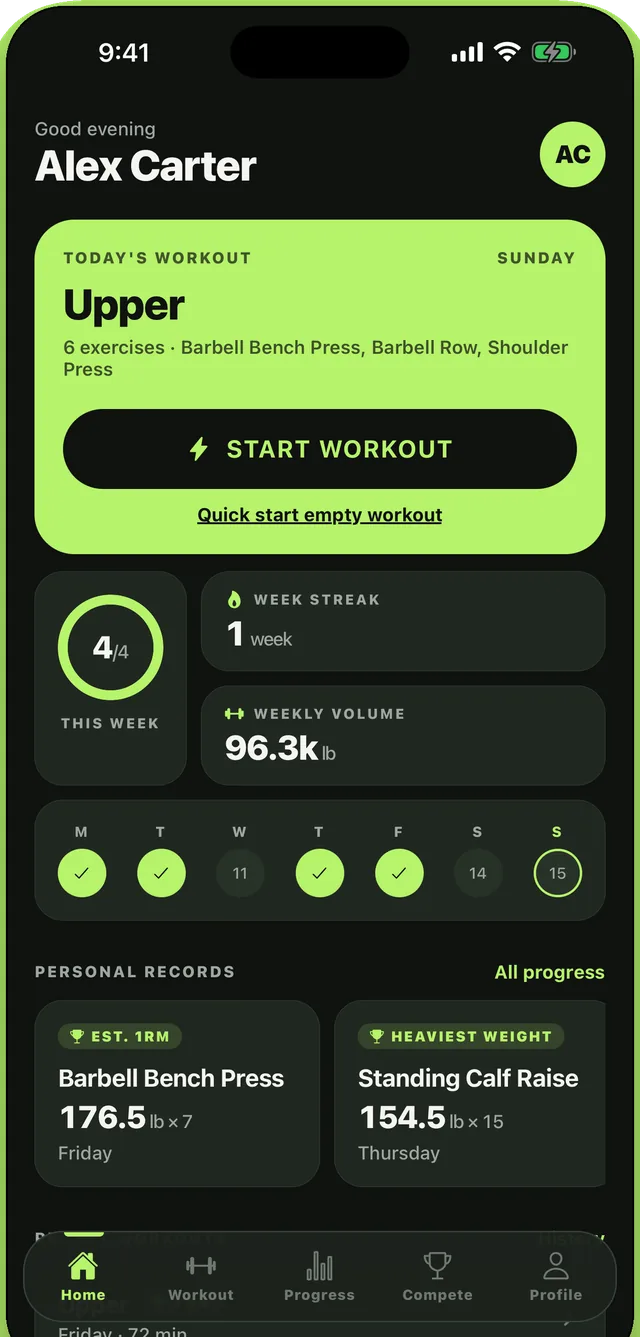 9:41
Good evening
Alex Carter
AC
TODAY'S WORKOUT
SUNDAY
Upper
6 exercises · Barbell Bench Press, Barbell Row, Shoulder
Press
START WORKOUT
Quick start empty workout
4/4
THIS WEEK
WEEK STREAK
1 week
WEEKLY VOLUME
96.3k lb
M T W T F S S
11 14 15
PERSONAL RECORDS
All progress
EST. 1RM
Barbell Bench Press
176.5 lb × 7
Friday
HEAVIEST WEIGHT
Standing Calf Raise
154.5 lb × 15
Thursday
History
Home
Workout
Progress
Compete
Profile
Upper
Friday · 72 min